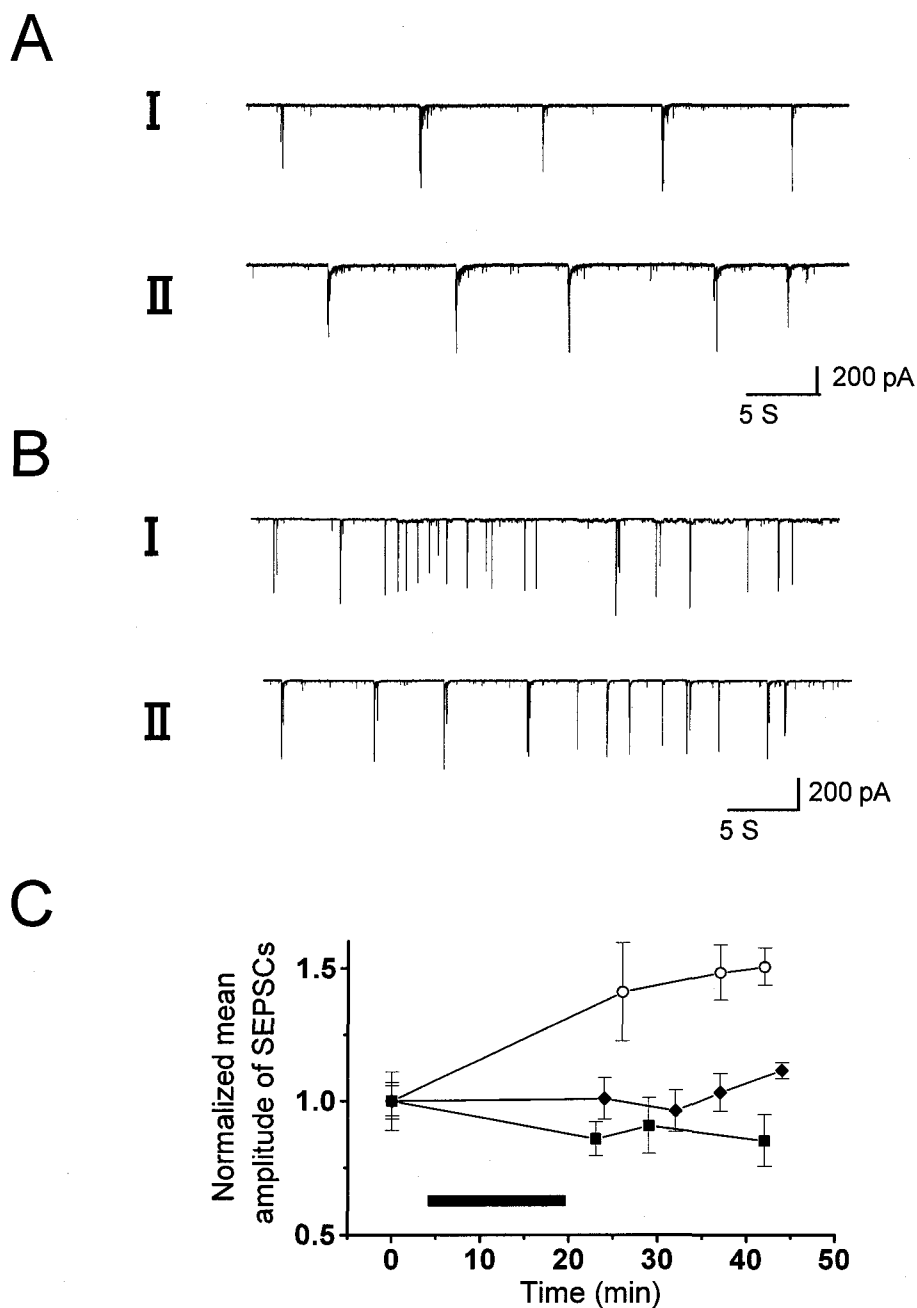 A
I
II
200 pA
5 S
B
I
II
200 pA
5 S
C
Normalized mean
amplitude of SEPSCs
1.5
1.0
0.5
0 10 20 30 40 50
Time (min)